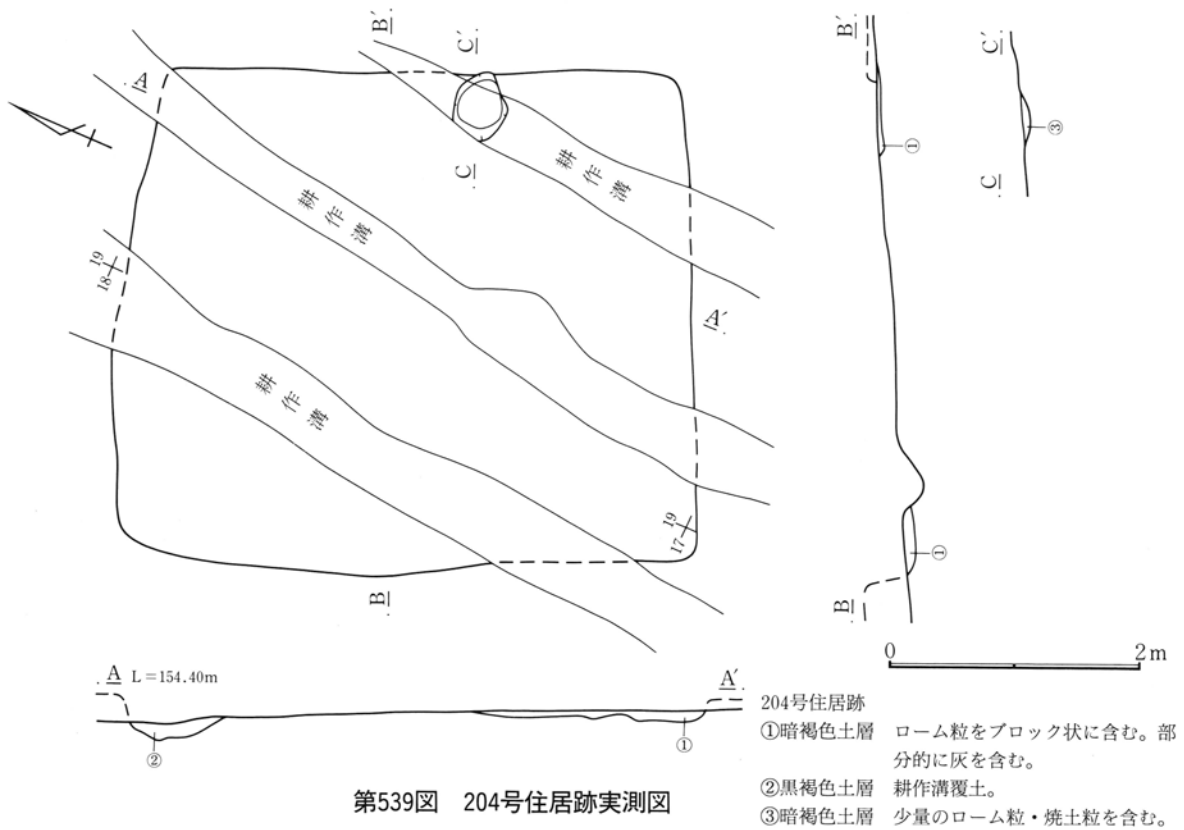 B′
C′
A
C
耕作溝
耕作溝
耕作溝
19
18
A′
19
17
B
B′
①
①
B
C′
③
C
0 2m
A L=154.40m
A′
②
①
204号住居跡
①暗褐色土層 ローム粒をブロック状に含む。部
分的に灰を含む。
②黒褐色土層 耕作溝覆土。
③暗褐色土層 少量のローム粒・焼土粒を含む。
第539図 204号住居跡実測図